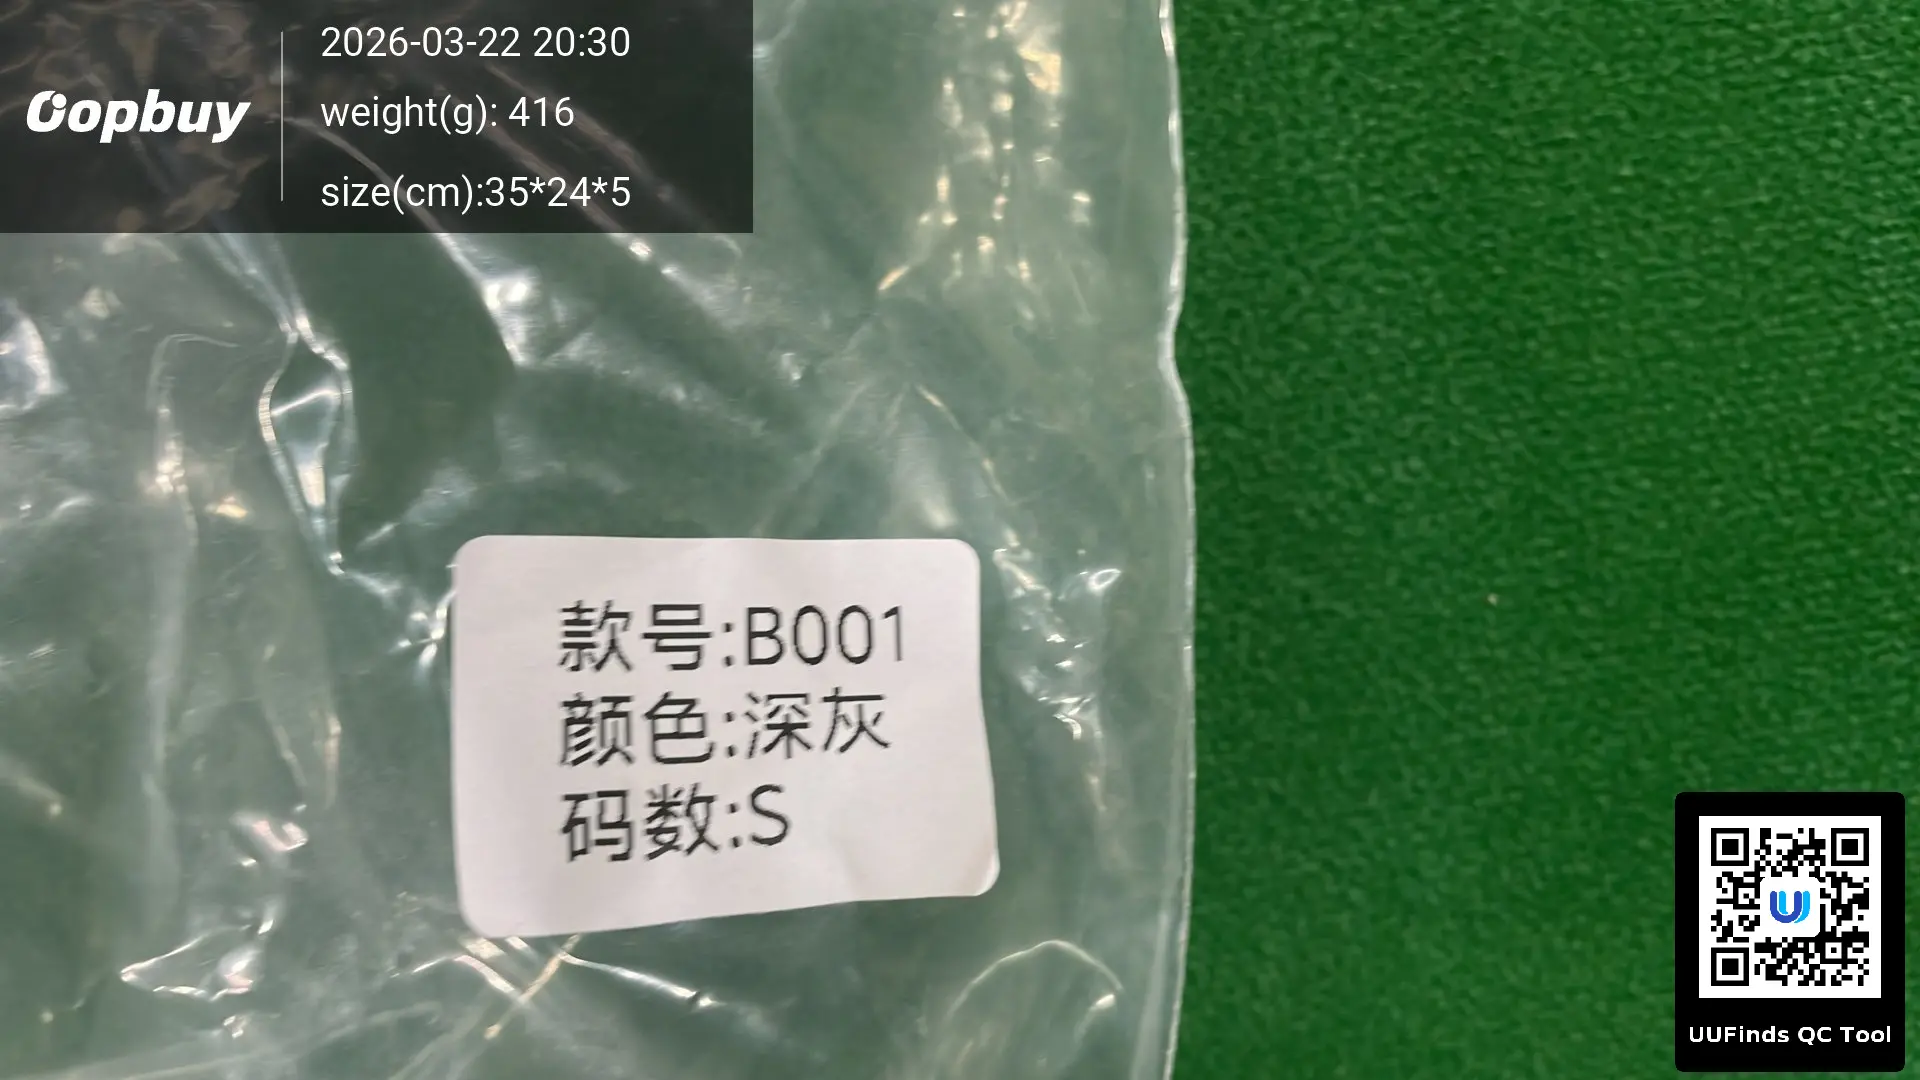 Oopbuy
2026-03-22 20:30
weight(g): 416
size(cm):35*24*5
款号:B001
颜色:深灰
码数:S
U
UUFinds QC Tool